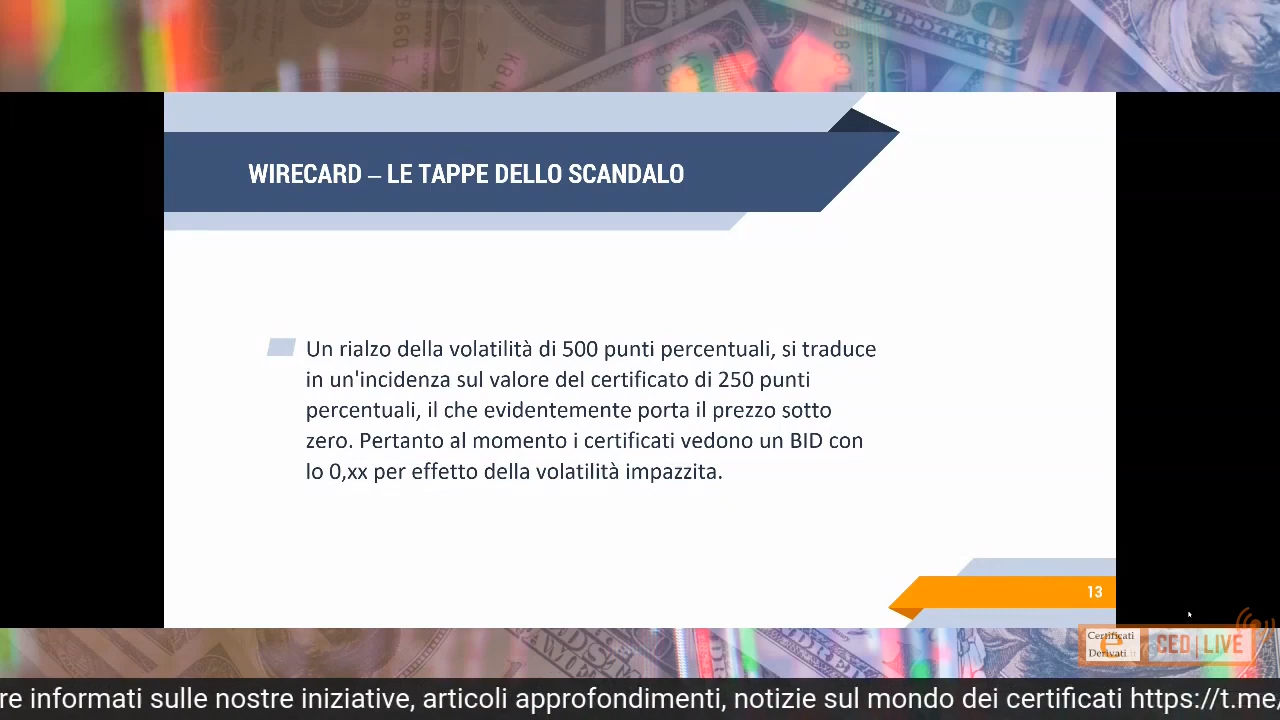 WIRECARD – LE TAPPE DELLO SCANDALO
Un rialzo della volatilità di 500 punti percentuali, si traduce
in un'incidenza sul valore del certificato di 250 punti
percentuali, il che evidentemente porta il prezzo sotto
zero. Pertanto al momento i certificati vedono un BID con
lo 0,xx per effetto della volatilità impazzita.
13
Certificati
Derivati.it
CED|LIVE
re informati sulle nostre iniziative, articoli approfondimenti, notizie sul mondo dei certificati https://t.me/